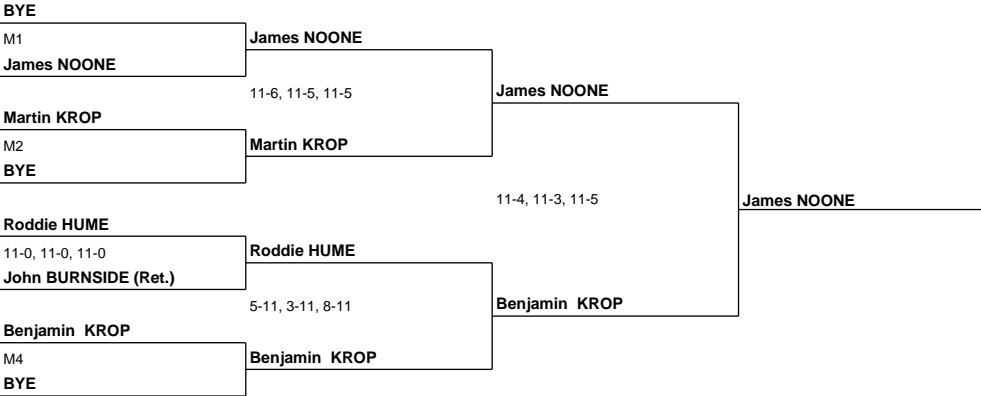 BYE
M1
James NOONE
James NOONE
11-6, 11-5, 11-5
James NOONE
Martin KROP
M2
Martin KROP
BYE
11-4, 11-3, 11-5
James NOONE
Roddie HUME
11-0, 11-0, 11-0
Roddie HUME
John BURNSIDE (Ret.)
5-11, 3-11, 8-11
Benjamin KROP
Benjamin KROP
M4
Benjamin KROP
BYE